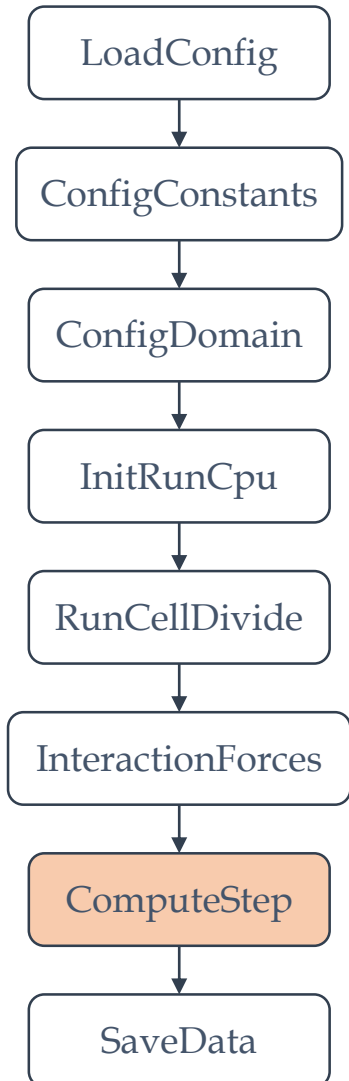 LoadConfig
ConfigConstants
ConfigDomain
InitRunCpu
RunCellDivide
InteractionForces
ComputeStep
SaveData